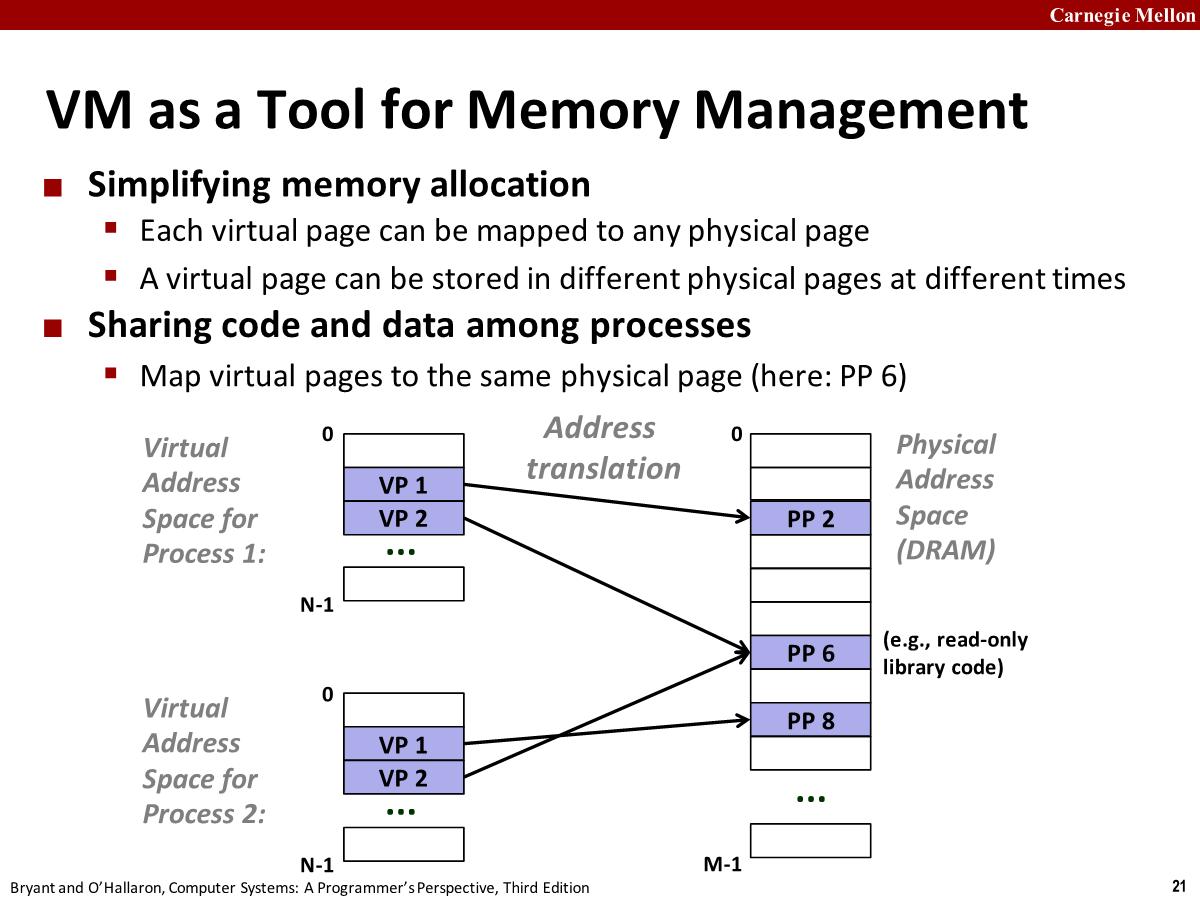 Carnegie Mellon
VM as a Tool for Memory Management
Simplifying memory allocation
Each virtual page can be mapped to any physical page
A virtual page can be stored in different physical pages at different times
Sharing code and data among processes
Map virtual pages to the same physical page (here: PP 6)
Virtual
Address
Space for
Process 1:
0
VP 1
VP 2
...
N-1
Address
translation
0
PP 2
PP 6
PP 8
...
M-1
Physical
Address
Space
(DRAM)
(e.g., read-only
library code)
Virtual
Address
Space for
Process 2:
0
VP 1
VP 2
...
N-1
Bryant and O’Hallaron, Computer Systems: A Programmer’s Perspective, Third Edition
21